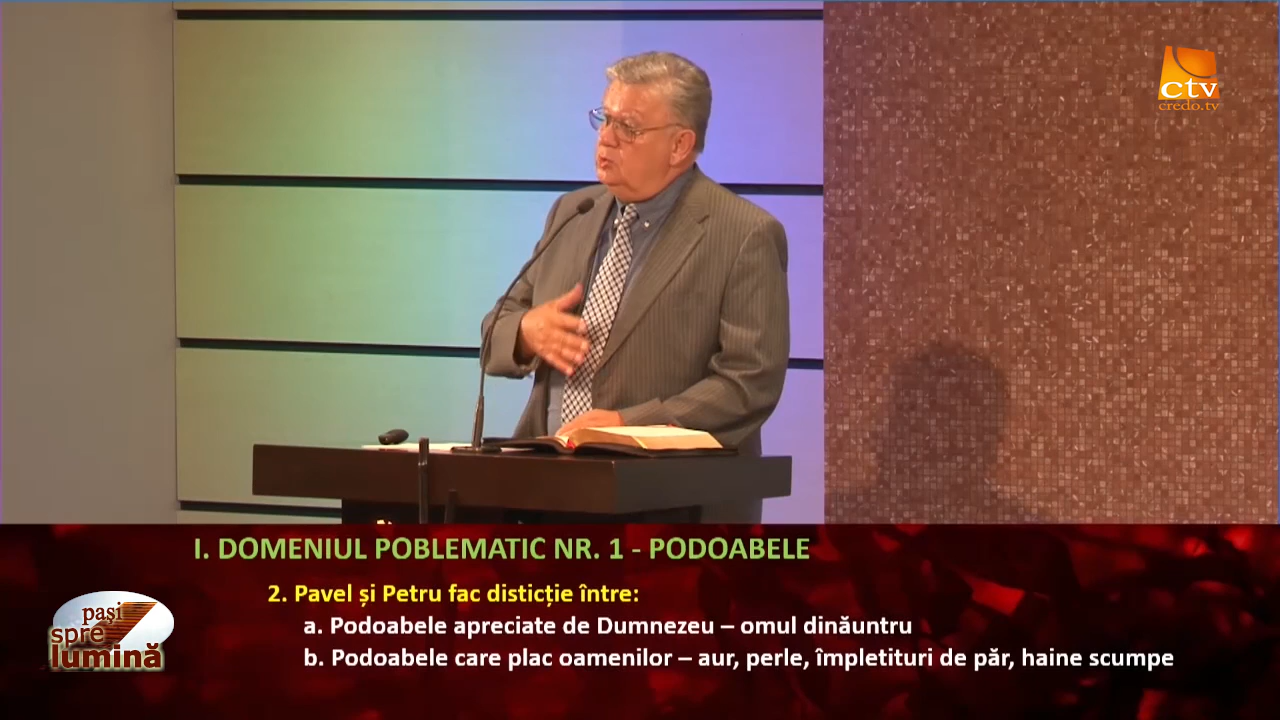 ctv
credo.tv
I. DOMENIUL POBLEMATIC NR. 1 - PODOABELE
2. Pavel și Petru fac disticție între:
a. Podoabele apreciate de Dumnezeu – omul dinăuntru
b. Podoabele care plac oamenilor – aur, perle, împletituri de păr, haine scumpe
pași
spre
lumină